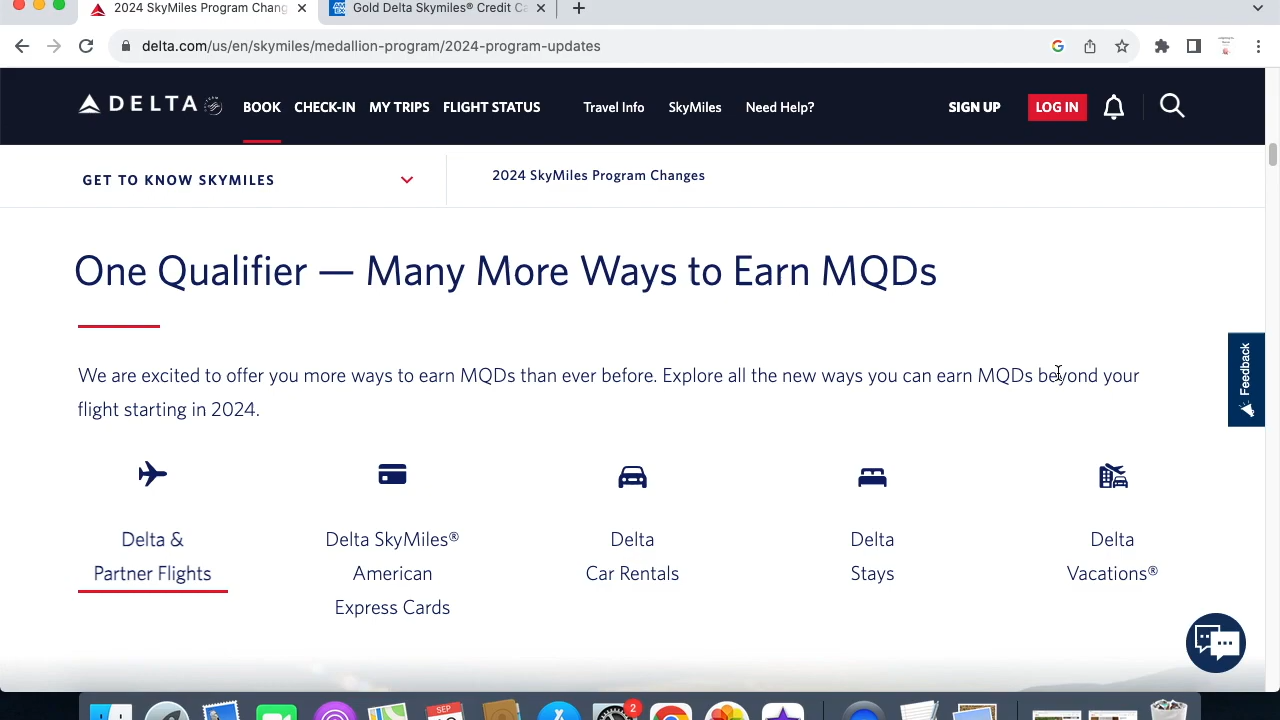 2024 SkyMiles Program Chang
Gold Delta Skymiles® Credit Ca
delta.com/us/en/skymiles/medallion-program/2024-program-updates
DELTA BOOK CHECK-IN MY TRIPS FLIGHT STATUS Travel Info SkyMiles Need Help? SIGN UP LOG IN
GET TO KNOW SKYMILES 2024 SkyMiles Program Changes
One Qualifier — Many More Ways to Earn MQDs
We are excited to offer you more ways to earn MQDs than ever before. Explore all the new ways you can earn MQDs beyond your
flight starting in 2024.
Feedback
Delta &
Partner Flights
Delta SkyMiles®
American
Express Cards
Delta
Car Rentals
Delta
Stays
Delta
Vacations®
SEP
2